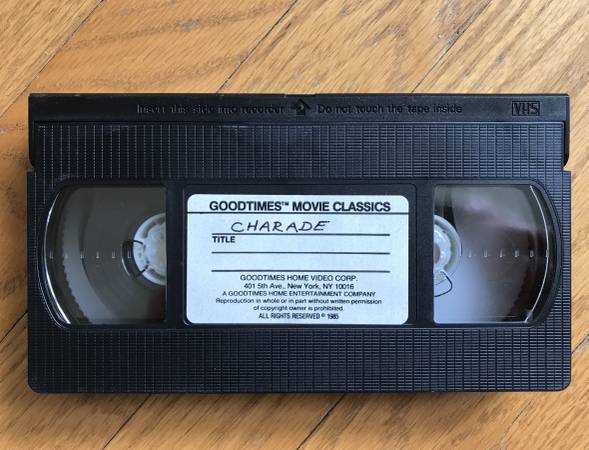 Insert this side into recorder Do not touch the tape inside VHS
GOODTIMES™ MOVIE CLASSICS
CHARADE
TITLE
GOODTIMES HOME VIDEO CORP.
401 5th Ave., New York, NY 10016
A GOODTIMES HOME ENTERTAINMENT COMPANY
Reproduction in whole or in part without written permission
of copyright owner is prohibited.
ALL RIGHTS RESERVED © 1985